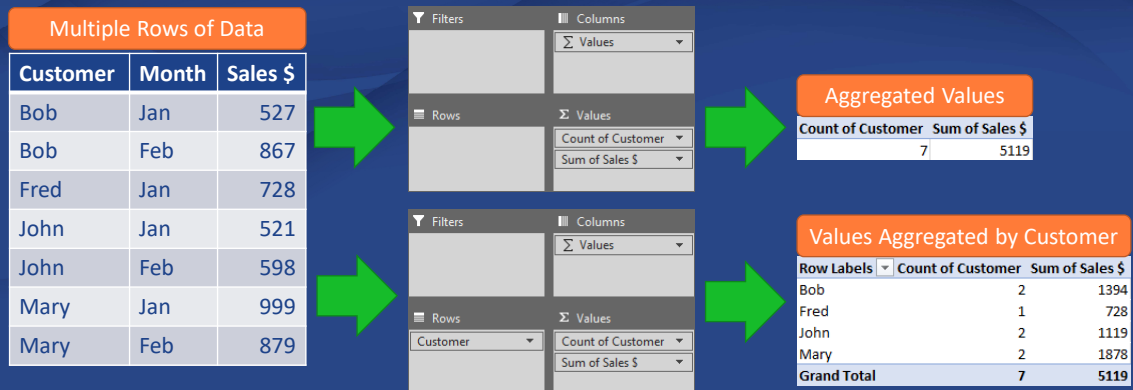 Multiple Rows of Data
Customer Month Sales $
Bob Jan 527
Bob Feb 867
Fred Jan 728
John Jan 521
John Feb 598
Mary Jan 999
Mary Feb 879
Filters Columns
Σ Values
Rows Σ Values
Count of Customer
Sum of Sales $
Aggregated Values
Count of Customer Sum of Sales $
7 5119
Filters Columns
Σ Values
Rows Σ Values
Customer Count of Customer
Sum of Sales $
Values Aggregated by Customer
Row Labels Count of Customer Sum of Sales $
Bob 2 1394
Fred 1 728
John 2 1119
Mary 2 1878
Grand Total 7 5119